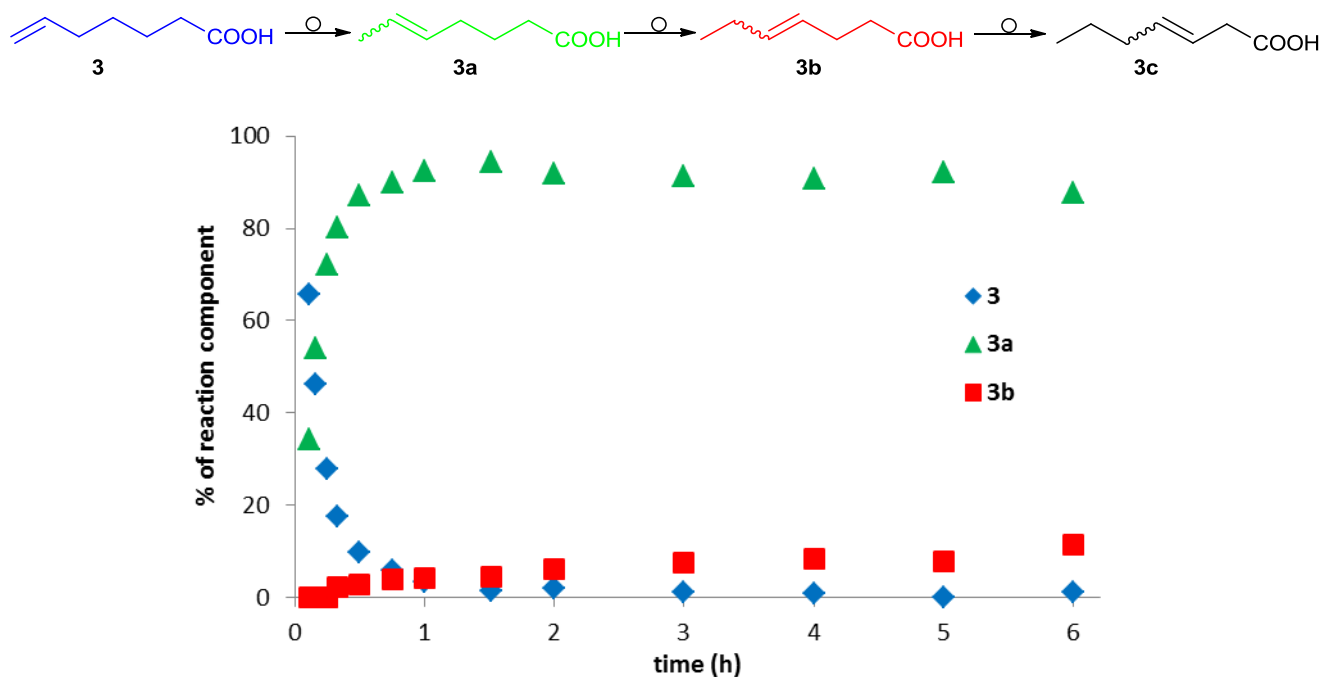 COOH COOH COOH COOH
3 3a 3b 3c
100
80
60
40
20
0
% of reaction component
0 1 2 3 4 5 6
time (h)
3
3a
3b